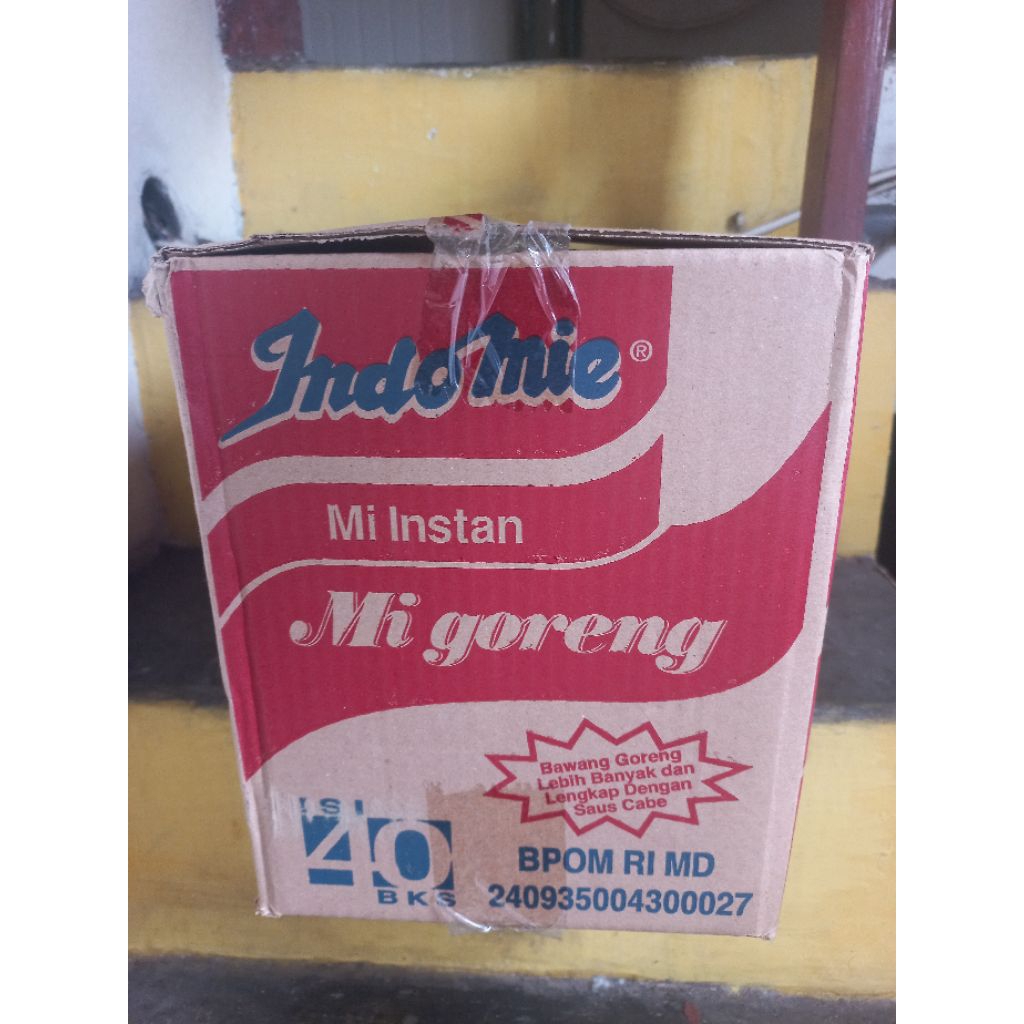 Indomie®
Mi Instan
Mi goreng
Bawang Goreng
Lebih Banyak dan
Lengkap Dengan
Saus Cabe
ISI
40
BKS
BPOM RI MD
240935004300027